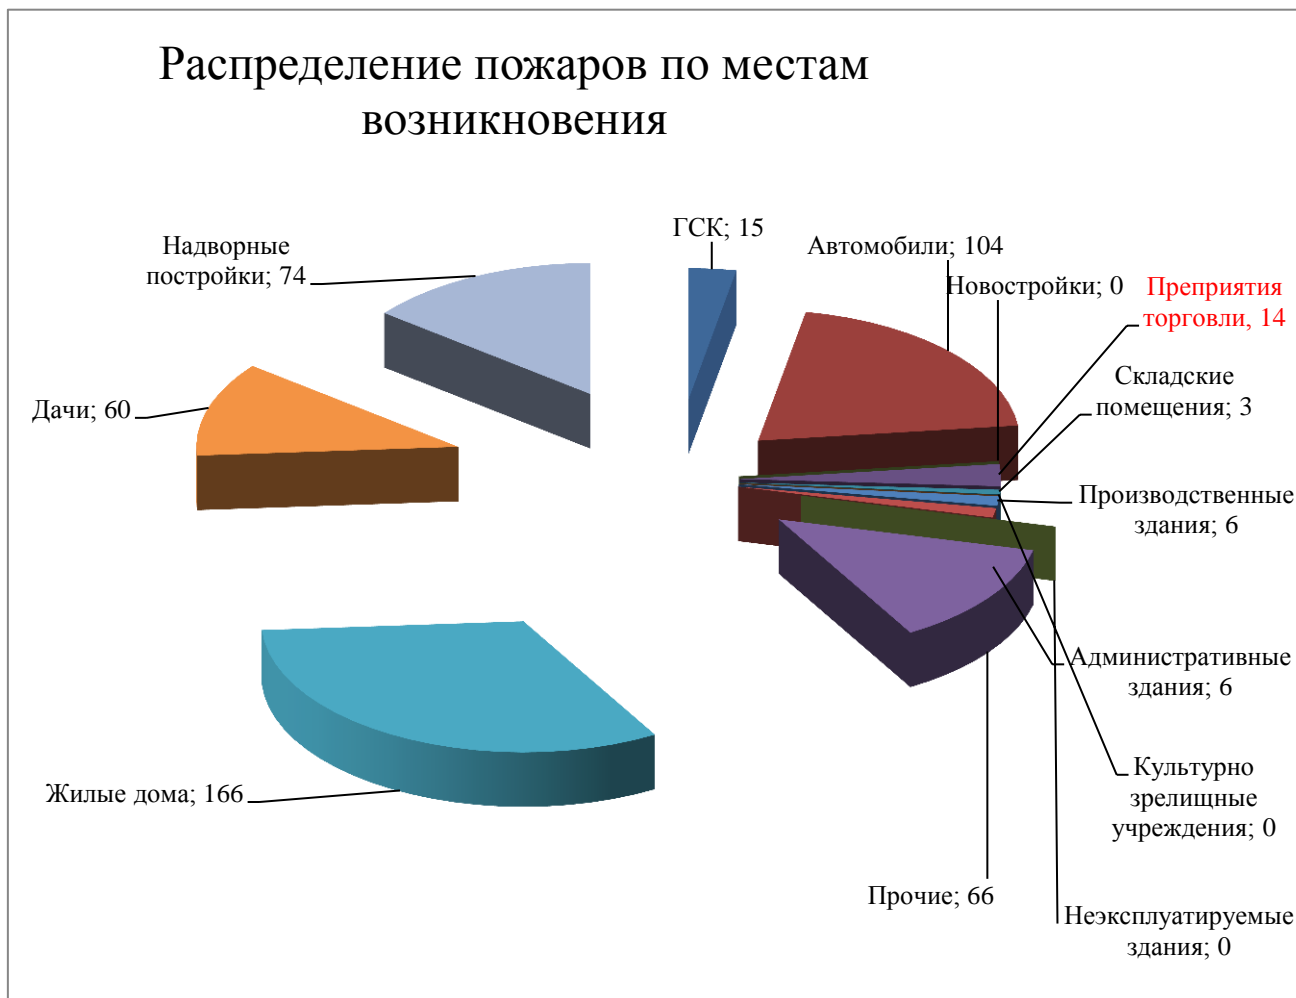 Распределение пожаров по местам
возникновения
ГСК; 15
Автомобили; 104
Новостройки; 0
Преприятия
торговли, 14
Складские
помещения; 3
Производственные
здания; 6
Административные
здания; 6
Культурно
зрелищные
учреждения; 0
Неэксплуатируемые
здания; 0
Прочие; 66
Жилые дома; 166
Дачи; 60
Надворные
постройки; 74